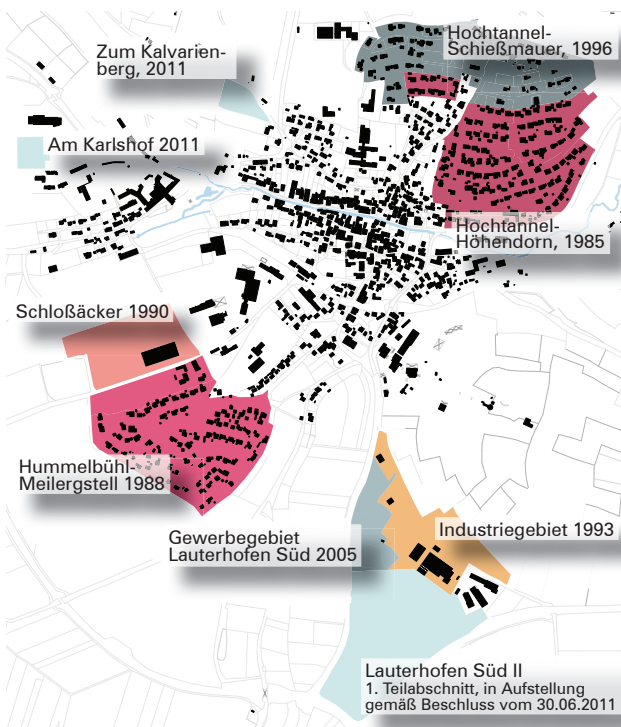 Zum Kalvarien-
berg, 2011
Hochtannel-
Schießmauer, 1996
Am Karlshof 2011
Hochtannel-
Höhendorn, 1985
Schloßäcker 1990
Hummelbühl-
Meilergstell 1988
Gewerbegebiet
Lauterhofen Süd 2005
Industriegebiet 1993
Lauterhofen Süd II
1. Teilabschnitt, in Aufstellung
gemäß Beschluss vom 30.06.2011